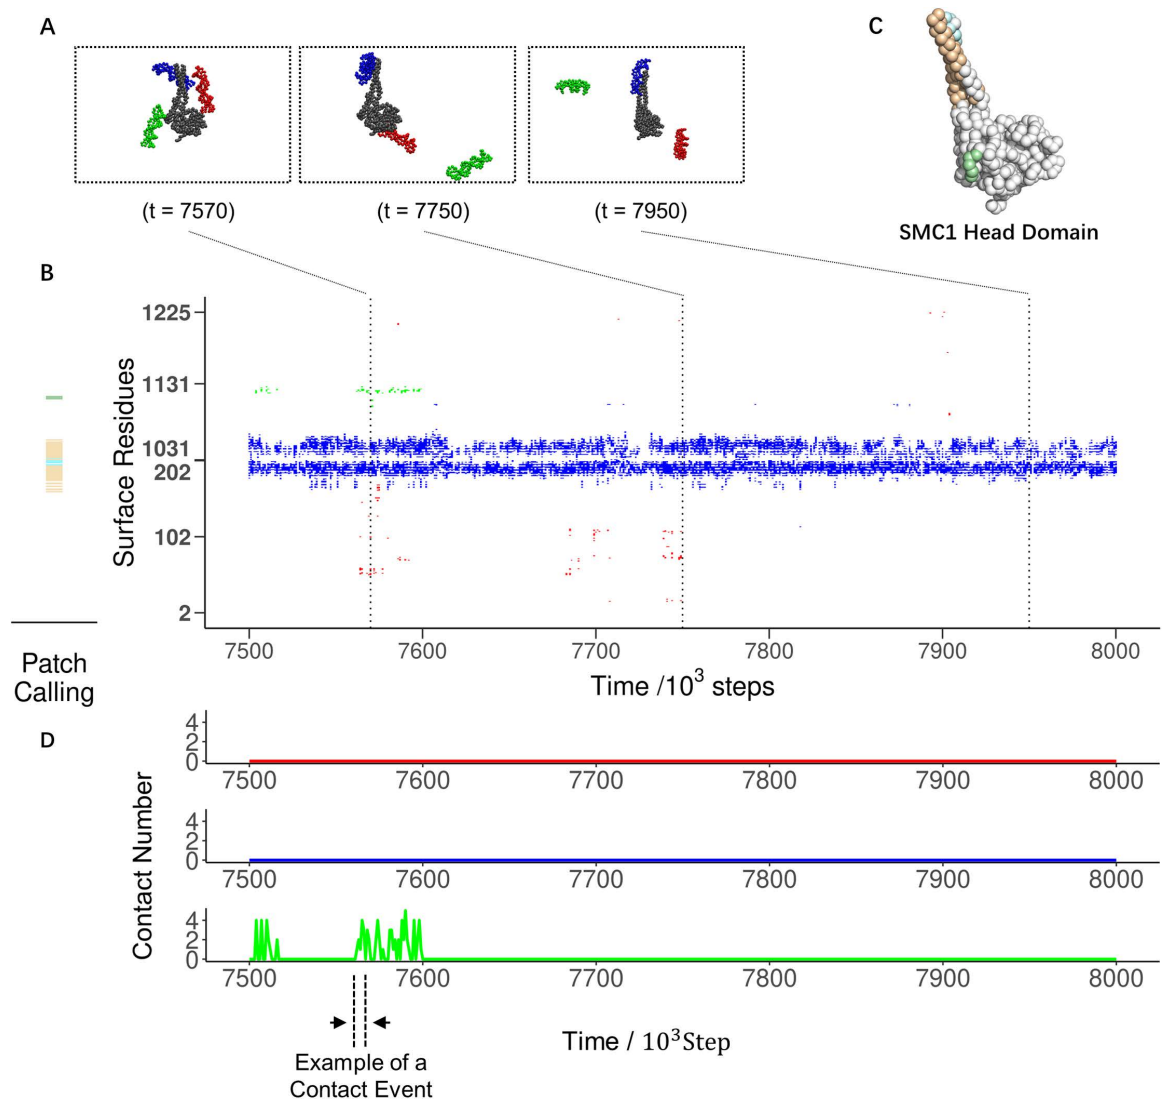 A
C
(t = 7570)
(t = 7750)
(t = 7950)
SMC1 Head Domain
B
Surface Residues
1225
1131
1031
202
102
2
7500 7600 7700 7800 7900 8000
Time /10³ steps
Patch
Calling
D
Contact Number
4
2
0
7500 7600 7700 7800 7900 8000
4
2
0
7500 7600 7700 7800 7900 8000
4
2
0
7500 7600 7700 7800 7900 8000
Time / 10³Step
Example of a
Contact Event